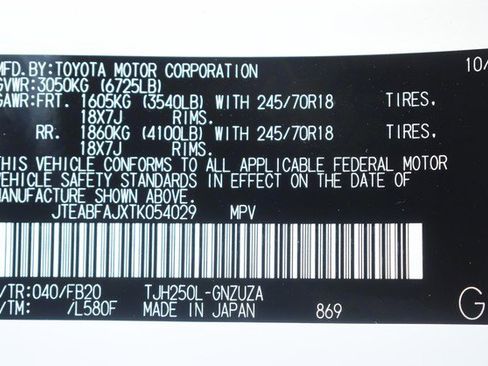 MFD. BY:TOYOTA MOTOR CORPORATION 10/
GVWR:3050KG (6725LB)
GAWR:FRT. 1605KG (3540LB) WITH 245/70R18 TIRES.
18X7J RIMS.
RR. 1860KG (4100LB) WITH 245/70R18 TIRES.
18X7J RIMS.
THIS VEHICLE CONFORMS TO ALL APPLICABLE FEDERAL MOTOR
VEHICLE SAFETY STANDARDS IN EFFECT ON THE DATE OF
MANUFACTURE SHOWN ABOVE.
JTEABFAJXTK054029 MPV
/TR:040/FB20 TJH250L-GNZUZA G
/TM: /L580F MADE IN JAPAN 869